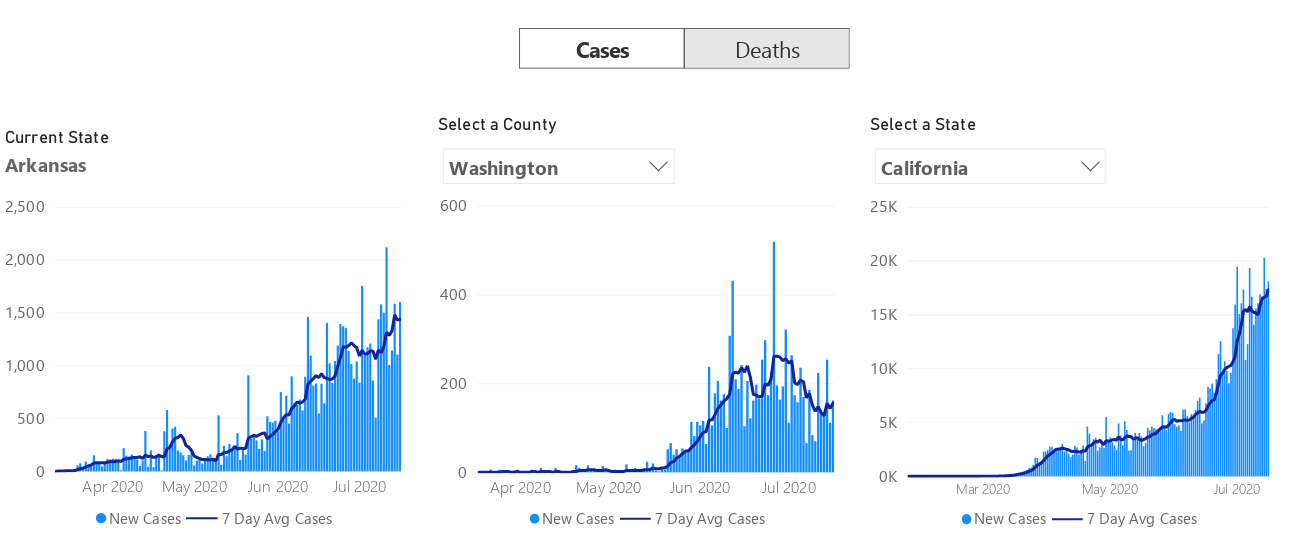 Cases Deaths
Current State
Arkansas
2,500
2,000
1,500
1,000
500
0
Apr 2020 May 2020 Jun 2020 Jul 2020
New Cases 7 Day Avg Cases
Select a County
Washington
600
400
200
0
Apr 2020 May 2020 Jun 2020 Jul 2020
New Cases 7 Day Avg Cases
Select a State
California
25K
20K
15K
10K
5K
0K
Mar 2020 May 2020 Jul 2020
New Cases 7 Day Avg Cases